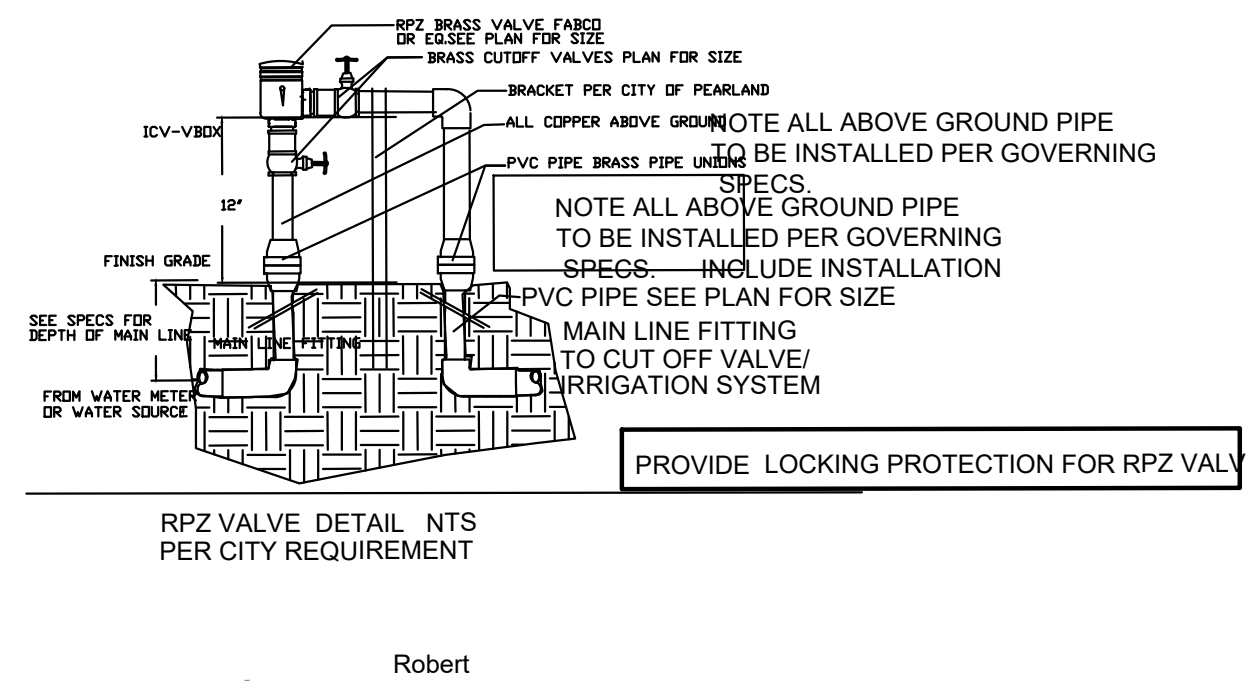 RPZ BRASS VALVE FABCO
OR EQ.SEE PLAN FOR SIZE
BRASS CUTOFF VALVES PLAN FOR SIZE
BRACKET PER CITY OF PEARLAND
ICV-VBOX
ALL COPPER ABOVE GROUND
NOTE ALL ABOVE GROUND PIPE
TO BE INSTALLED PER GOVERNING
SPECS.
PVC PIPE BRASS PIPE UNIONS
12"
NOTE ALL ABOVE GROUND PIPE
TO BE INSTALLED PER GOVERNING
SPECS. INCLUDE INSTALLATION
FINISH GRADE
PVC PIPE SEE PLAN FOR SIZE
SEE SPECS FOR
DEPTH OF MAIN LINE
MAIN LINE FITTING
MAIN LINE FITTING
TO CUT OFF VALVE/
IRRIGATION SYSTEM
FROM WATER METER
OR WATER SOURCE
PROVIDE LOCKING PROTECTION FOR RPZ VALV
RPZ VALVE DETAIL NTS
PER CITY REQUIREMENT
Robert